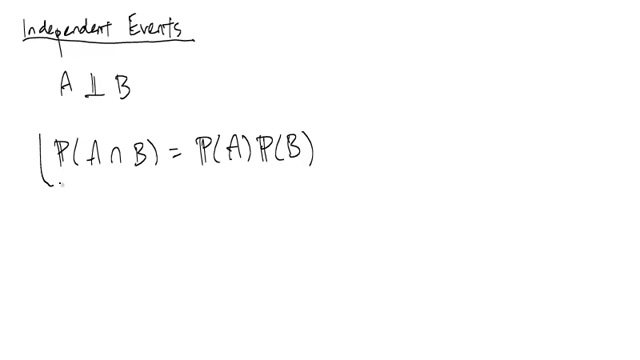 Independent Events
A ⫫ B
ℙ(A ∩ B) = ℙ(A)ℙ(B)